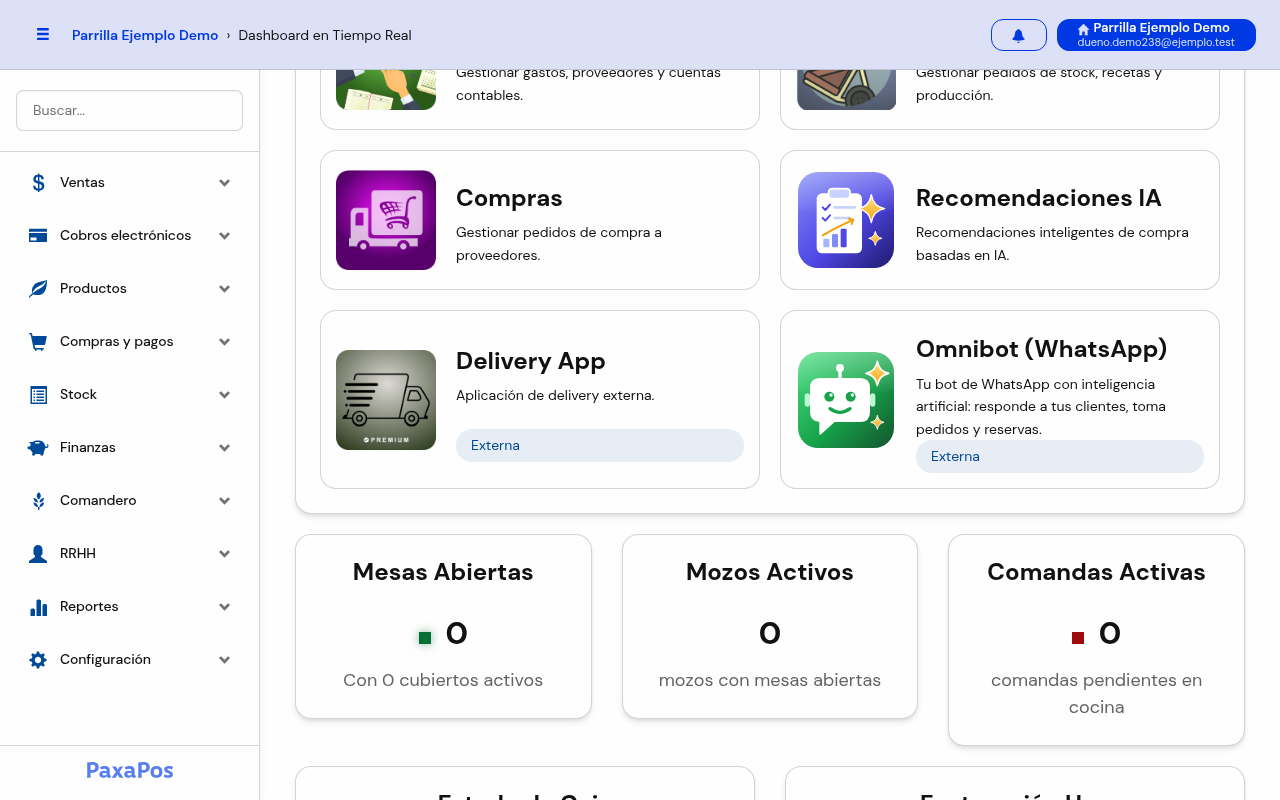 Parrilla Ejemplo Demo › Dashboard en Tiempo Real
Parrilla Ejemplo Demo
dueno.demo238@ejemplo.test
Buscar...
Ventas
Cobros electrónicos
Productos
Compras y pagos
Stock
Finanzas
Comandero
RRHH
Reportes
Configuración
PaxaPos
Gestionar gastos, proveedores y cuentas
contables.
Gestionar pedidos de stock, recetas y
producción.
Compras
Gestionar pedidos de compra a
proveedores.
Recomendaciones IA
Recomendaciones inteligentes de compra
basadas en IA.
PREMIUM
Delivery App
Aplicación de delivery externa.
Externa
Omnibot (WhatsApp)
Tu bot de WhatsApp con inteligencia
artificial: responde a tus clientes, toma
pedidos y reservas.
Externa
Mesas Abiertas
0
Con 0 cubiertos activos
Mozos Activos
0
mozos con mesas abiertas
Comandas Activas
0
comandas pendientes en
cocina